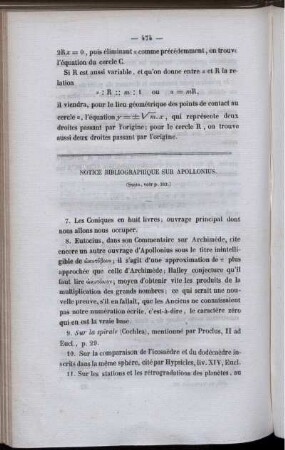 — 474 —
2Rx = 0, puis éliminant « comme précédemment, on trouve
l'équation du cercle C.
Si R est aussi variable, et qu'on donne entre « et R la re-
lation
: R :: m : 1 ou = mR,
il viendra, pour le lieu géométrique des points de contact au
cercle «, l'équation y = ± √m.x, qui représente deux
droites passant par l'origine; pour le cercle R, on trouve
aussi deux droites passant par l'origine.
NOTICE BIBLIOGRAPHIQUE SUR APOLLONIUS.
(Suite, voir p.
7. Les Coniques en huit livres; ouvrage principal dont
nous allons nous occuper.
8. Eutocius, dans son Commentaire sur Archimède, cite
encore un autre ouvrage d'Apollonius sous le titre inintelli-
gible de il s'agit d'une approximation de π
plus approchée que celle d'Archimède; Halley conjecture qu'il
faut lire moyen d'obtenir vite les produits de la
multiplication des grands nombres; ce qui serait une nou-
velle preuve, s'il en fallait, que les Anciens ne connaissaient
pas notre numération écrite, c'est-à-dire, le caractère zéro
qui en est la vraie base.
9. Sur la spirale (Cochlea), mentionné par Proclus, II ad
Eucl., p. 29.
10. Sur la comparaison de l'icosaèdre et du dodécaèdre ins-
crits dans la même sphère, cité par Hypsicles, liv. XIV, Eucl.
11. Sur les stations et les rétrogradations des planètes, ou